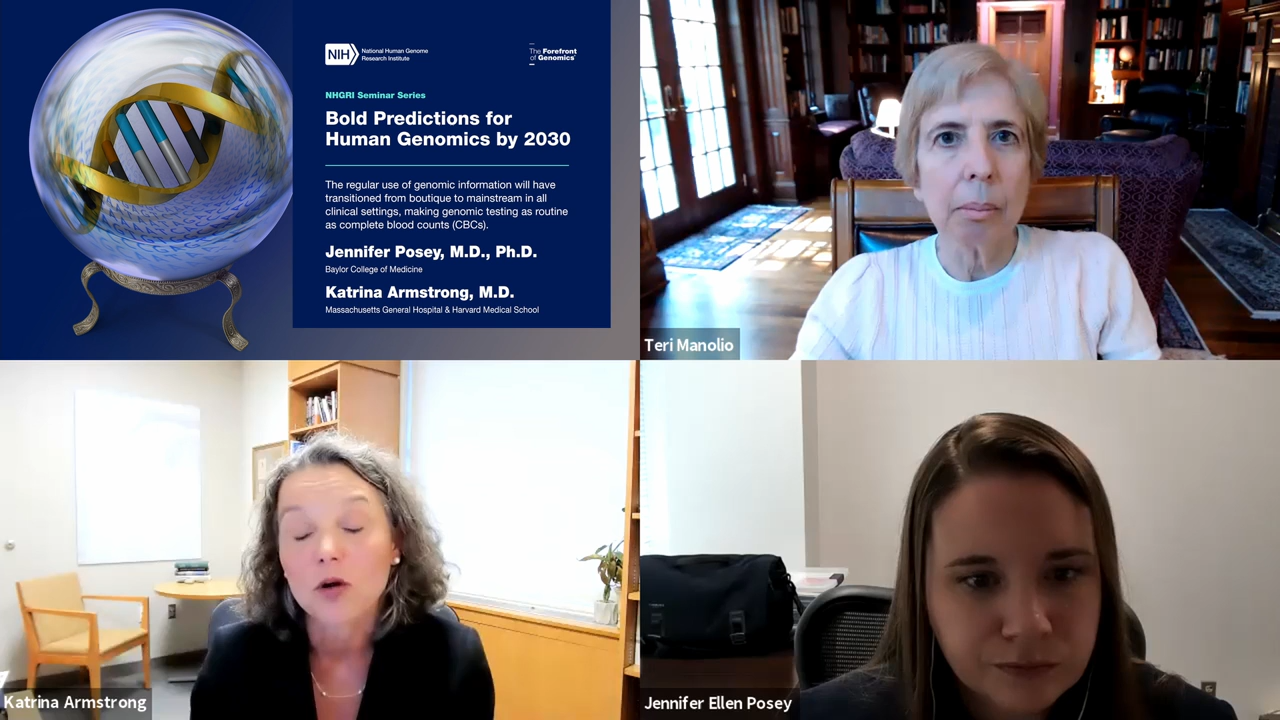 NIH
National Human Genome
Research Institute
The Forefront
of Genomics
NHGRI Seminar Series
Bold Predictions for
Human Genomics by 2030
The regular use of genomic information will have
transitioned from boutique to mainstream in all
clinical settings, making genomic testing as routine
as complete blood counts (CBCs).
Jennifer Posey, M.D., Ph.D.
Baylor College of Medicine
Katrina Armstrong, M.D.
Massachusetts General Hospital & Harvard Medical School
Teri Manolio
Katrina Armstrong
Jennifer Ellen Posey